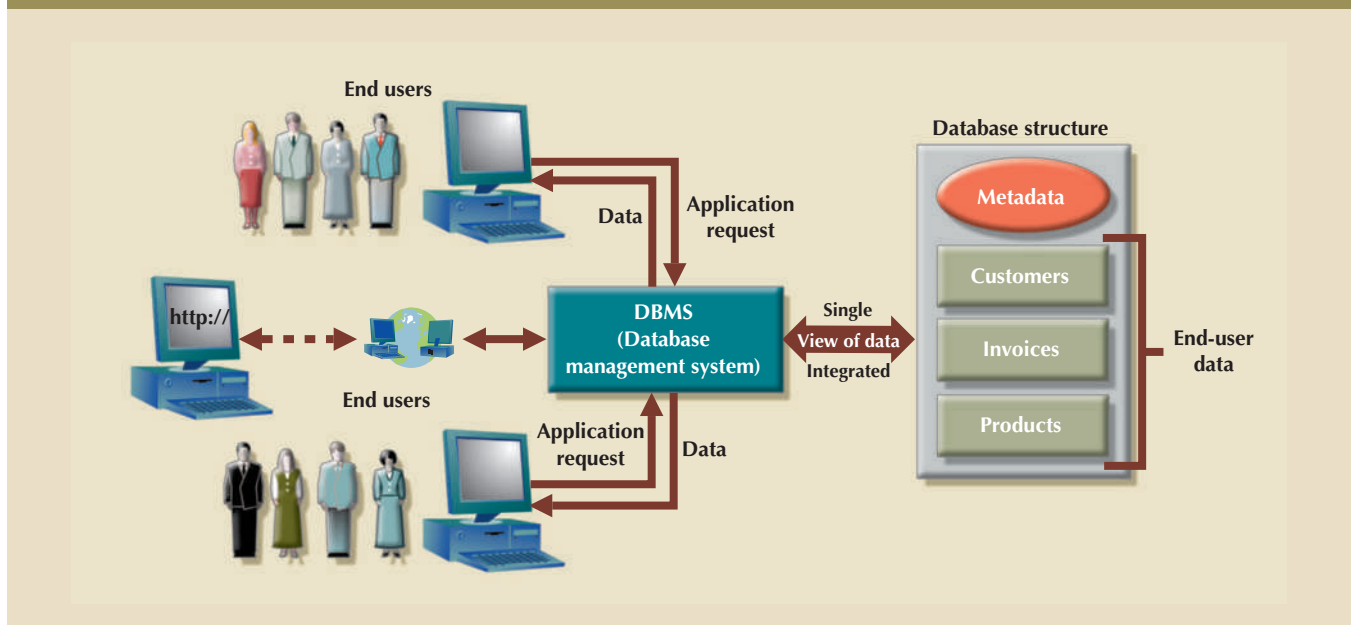 End users
Database structure
Metadata
Data
Application
request
Customers
http://
DBMS
(Database
management system)
Single
View of data
Integrated
Invoices
End-user
data
End users
Products
Application
request
Data